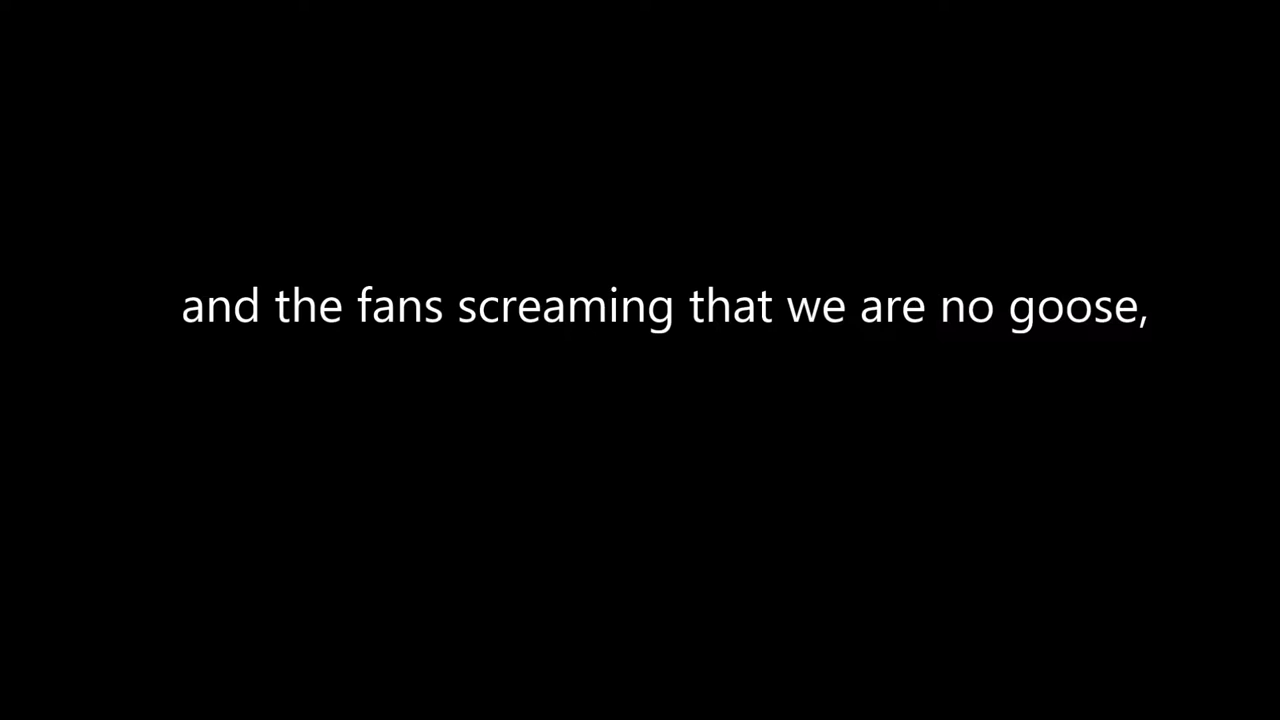 and the fans screaming that we are no goose,